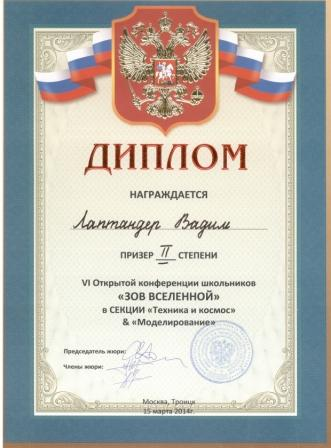 ДИПЛОМ
НАГРАЖДАЕТСЯ
Лаптандер Вадим
ПРИЗЕР II СТЕПЕНИ
VI Открытой конференции школьников
«ЗОВ ВСЕЛЕННОЙ»
в СЕКЦИИ «Техника и космос»
& «Моделирование»
Председатель жюри:
Члены жюри:
Москва, Троицк
15 марта 2014г.